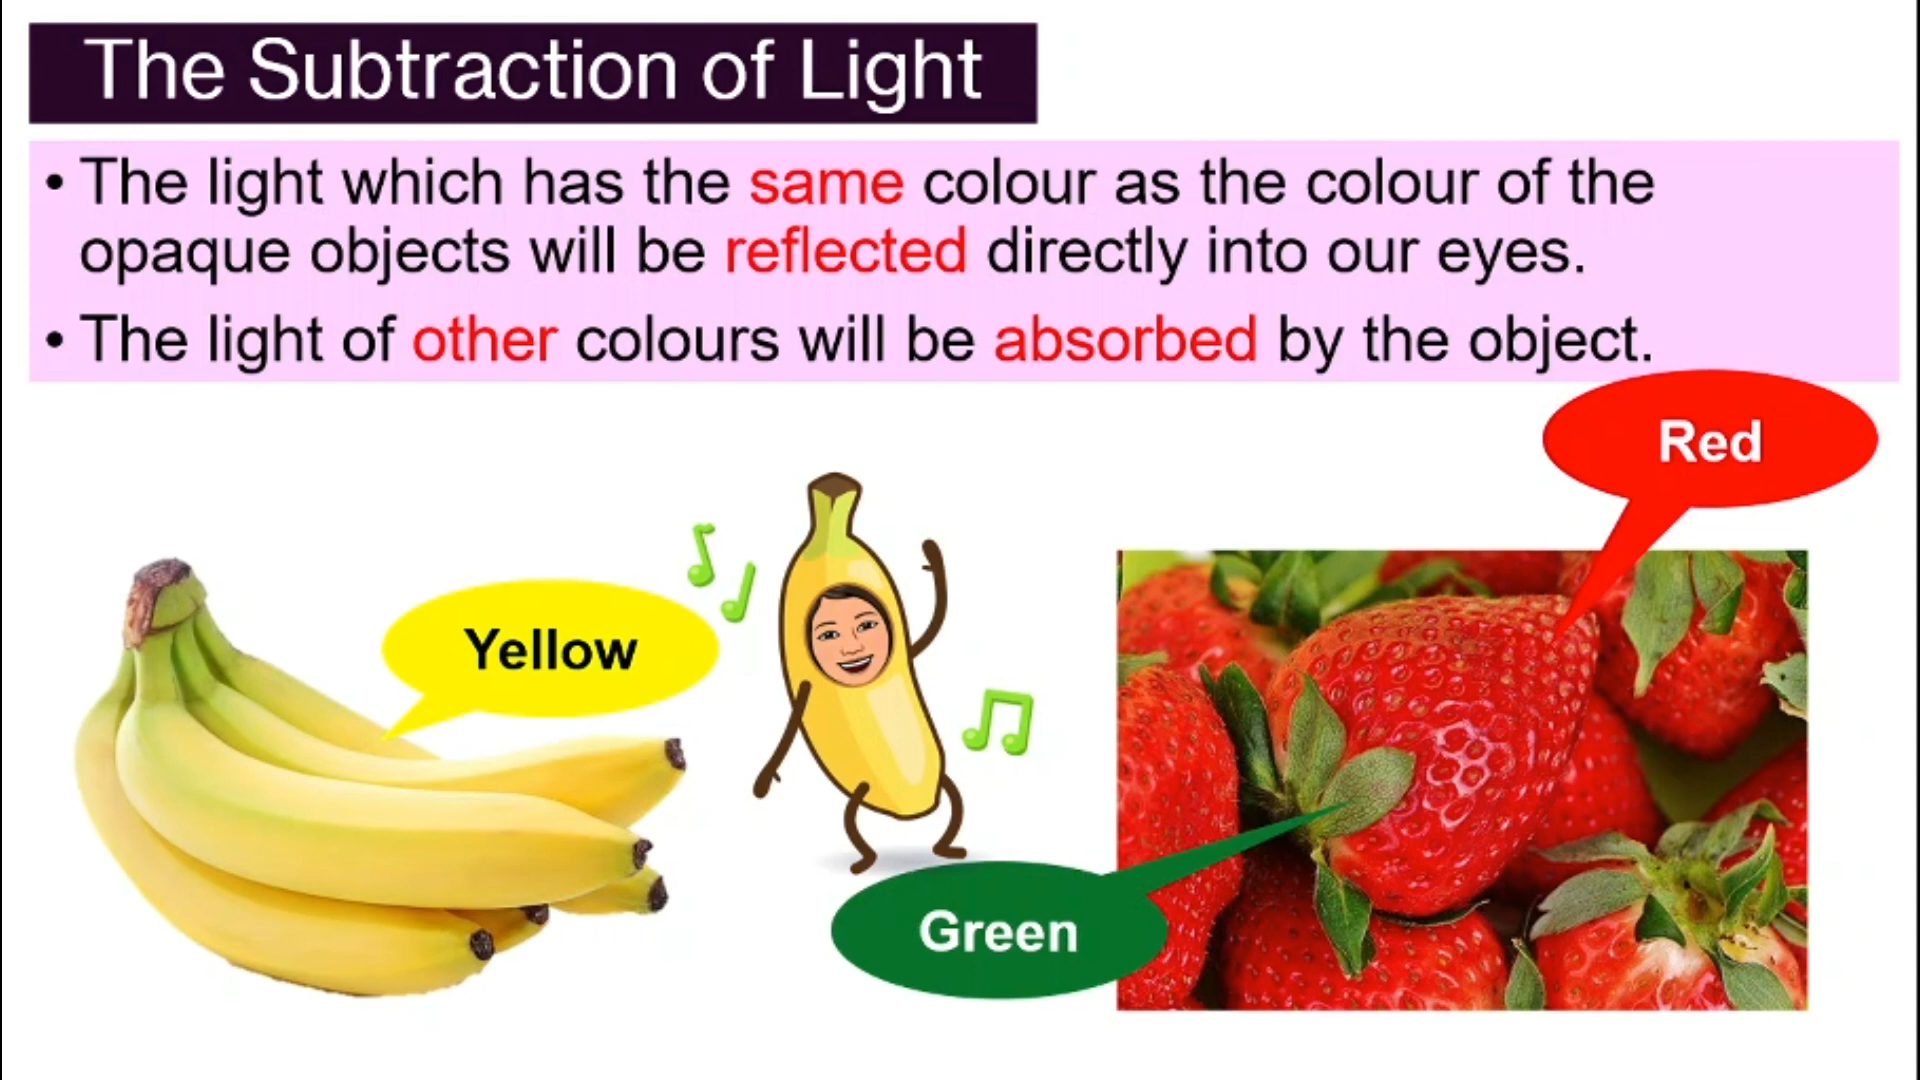 The Subtraction of Light
• The light which has the same colour as the colour of the
opaque objects will be reflected directly into our eyes.
• The light of other colours will be absorbed by the object.
Red
Yellow
Green